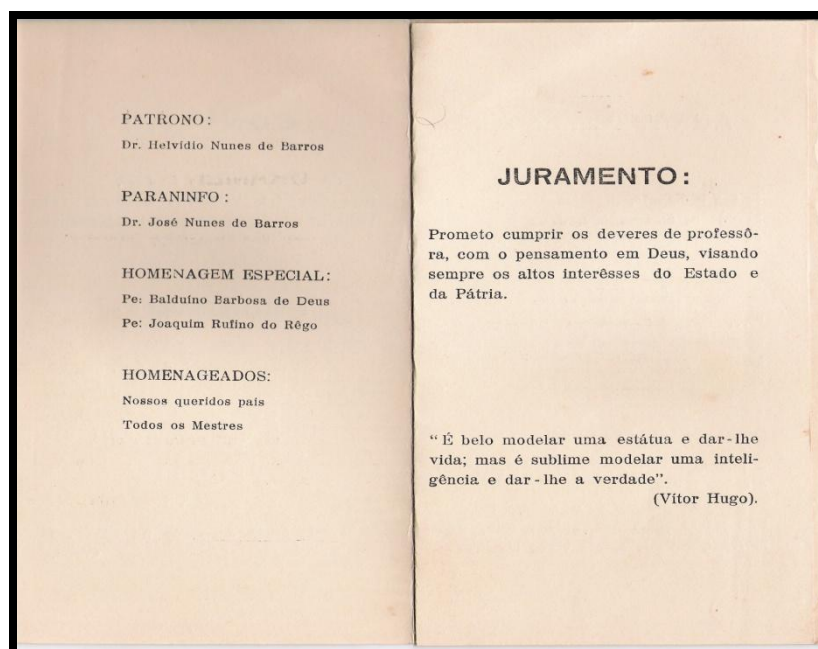 PATRONO:
Dr. Helvídio Nunes de Barros
PARANINFO:
Dr. José Nunes de Barros
HOMENAGEM ESPECIAL:
Pe: Balduino Barbosa de Deus
Pe: Joaquim Rufino do Rêgo
HOMENAGEADOS:
Nossos queridos pais
Todos os Mestres
JURAMENTO:
Prometo cumprir os deveres de professô-
ra, com o pensamento em Deus, visando
sempre os altos interêsses do Estado e
da Pátria.
“É belo modelar uma estátua e dar-lhe
vida; mas é sublime modelar uma inteli-
gência e dar-lhe a verdade”.
(Vítor Hugo).